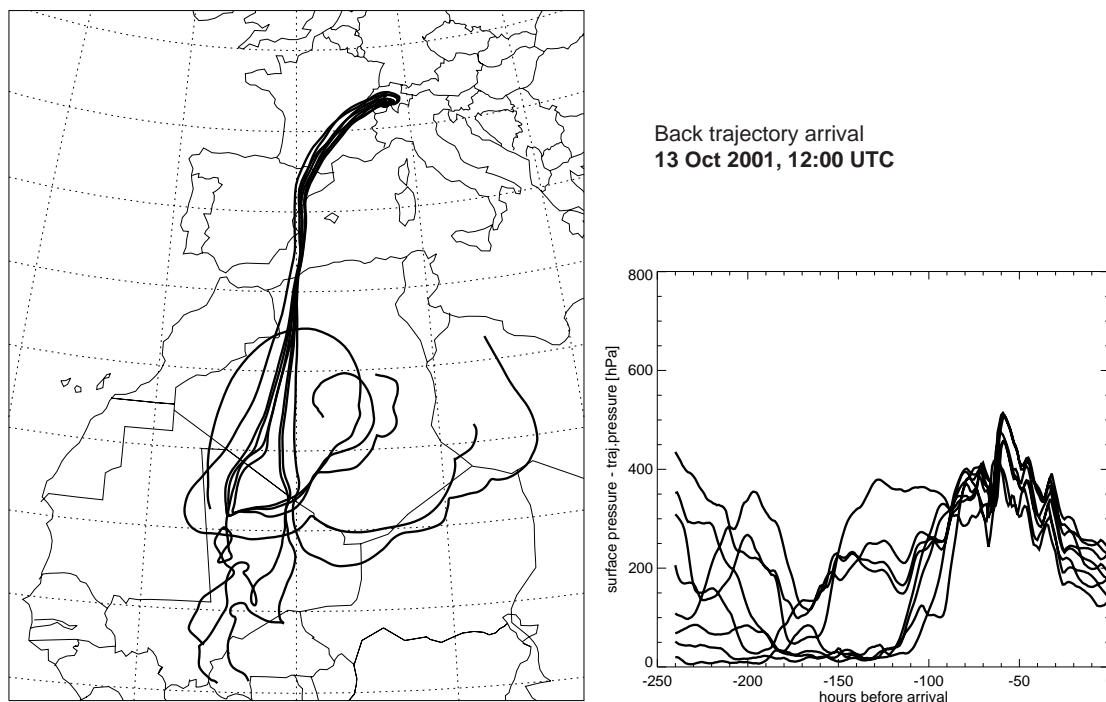 Back trajectory arrival
13 Oct 2001, 12:00 UTC
800
600
400
200
0
surface pressure - traj.pressure [hPa]
-250
-200
-150
-100
-50
hours before arrival